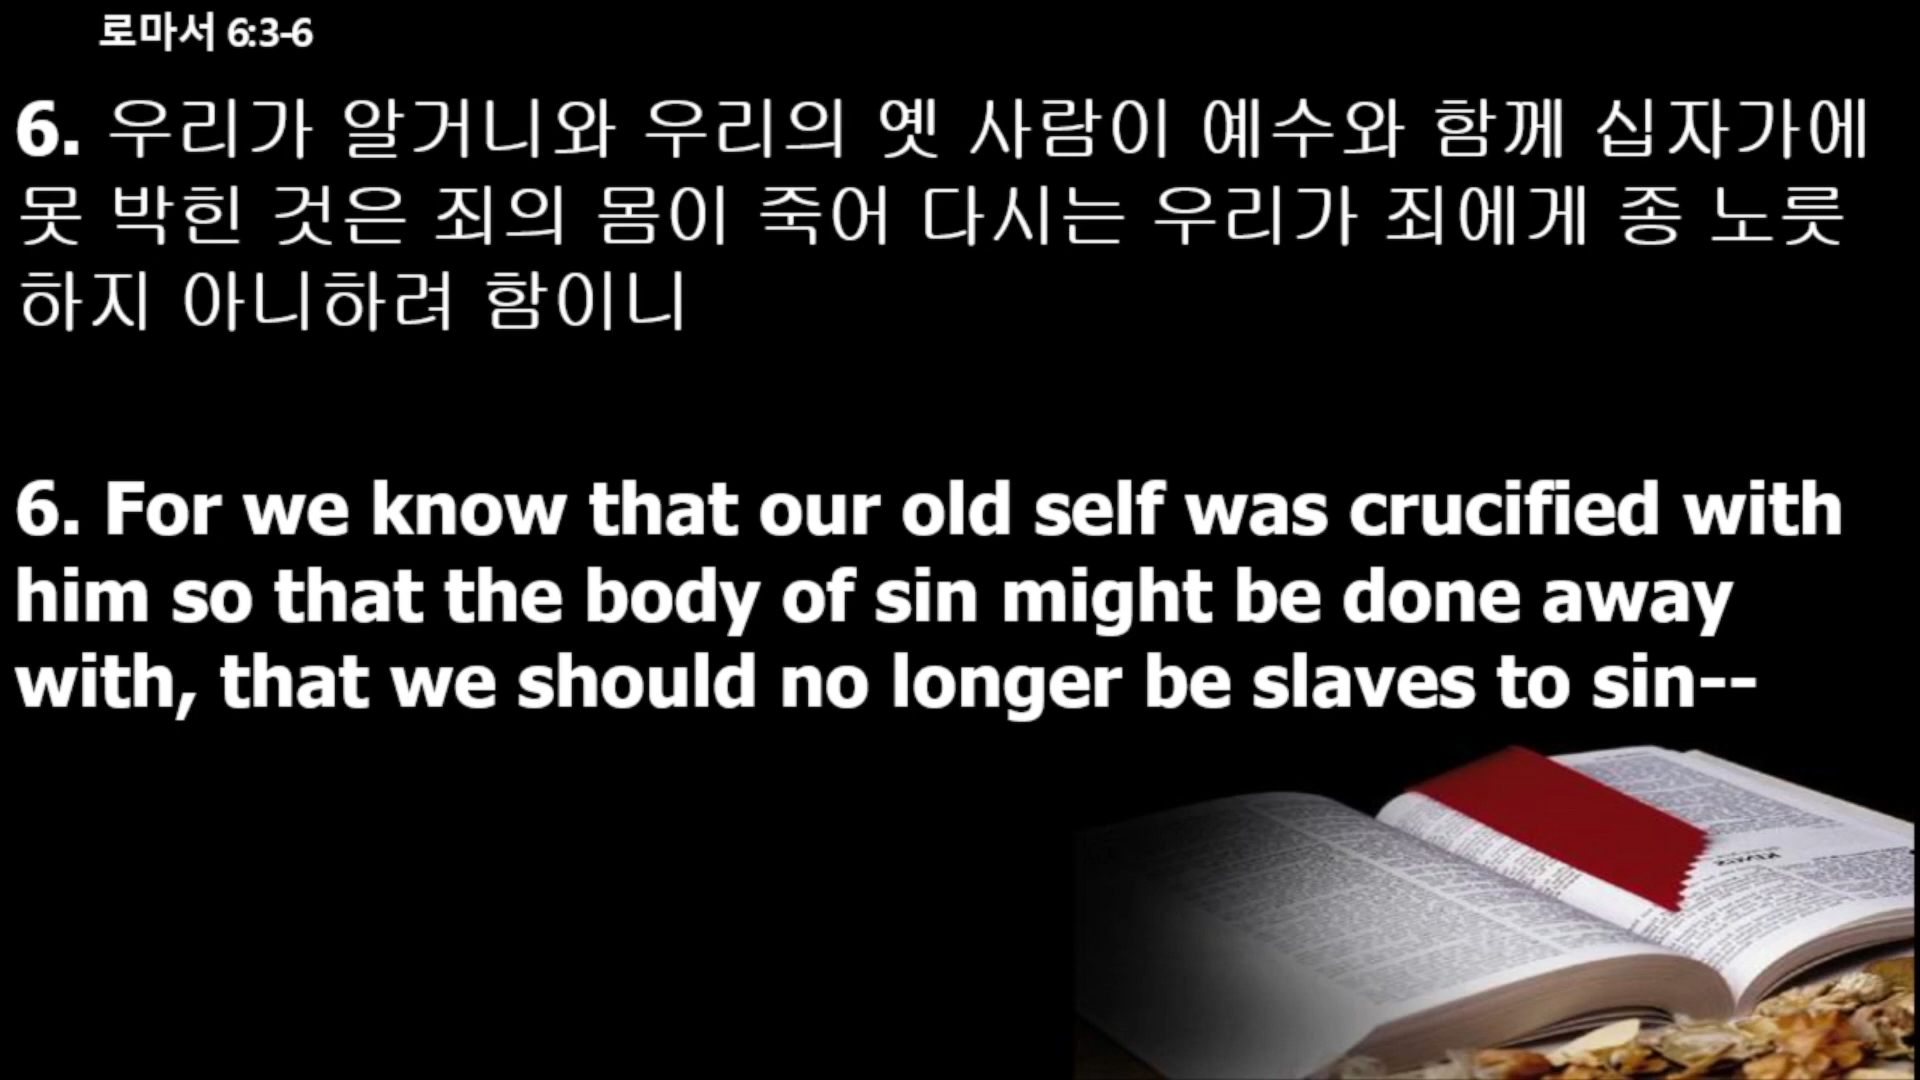 로마서 6:3-6
6. 우리가 알거니와 우리의 옛 사람이 예수와 함께 십자가에
못 박힌 것은 죄의 몸이 죽어 다시는 우리가 죄에게 종 노릇
하지 아니하려 함이니
6. For we know that our old self was crucified with
him so that the body of sin might be done away
with, that we should no longer be slaves to sin--